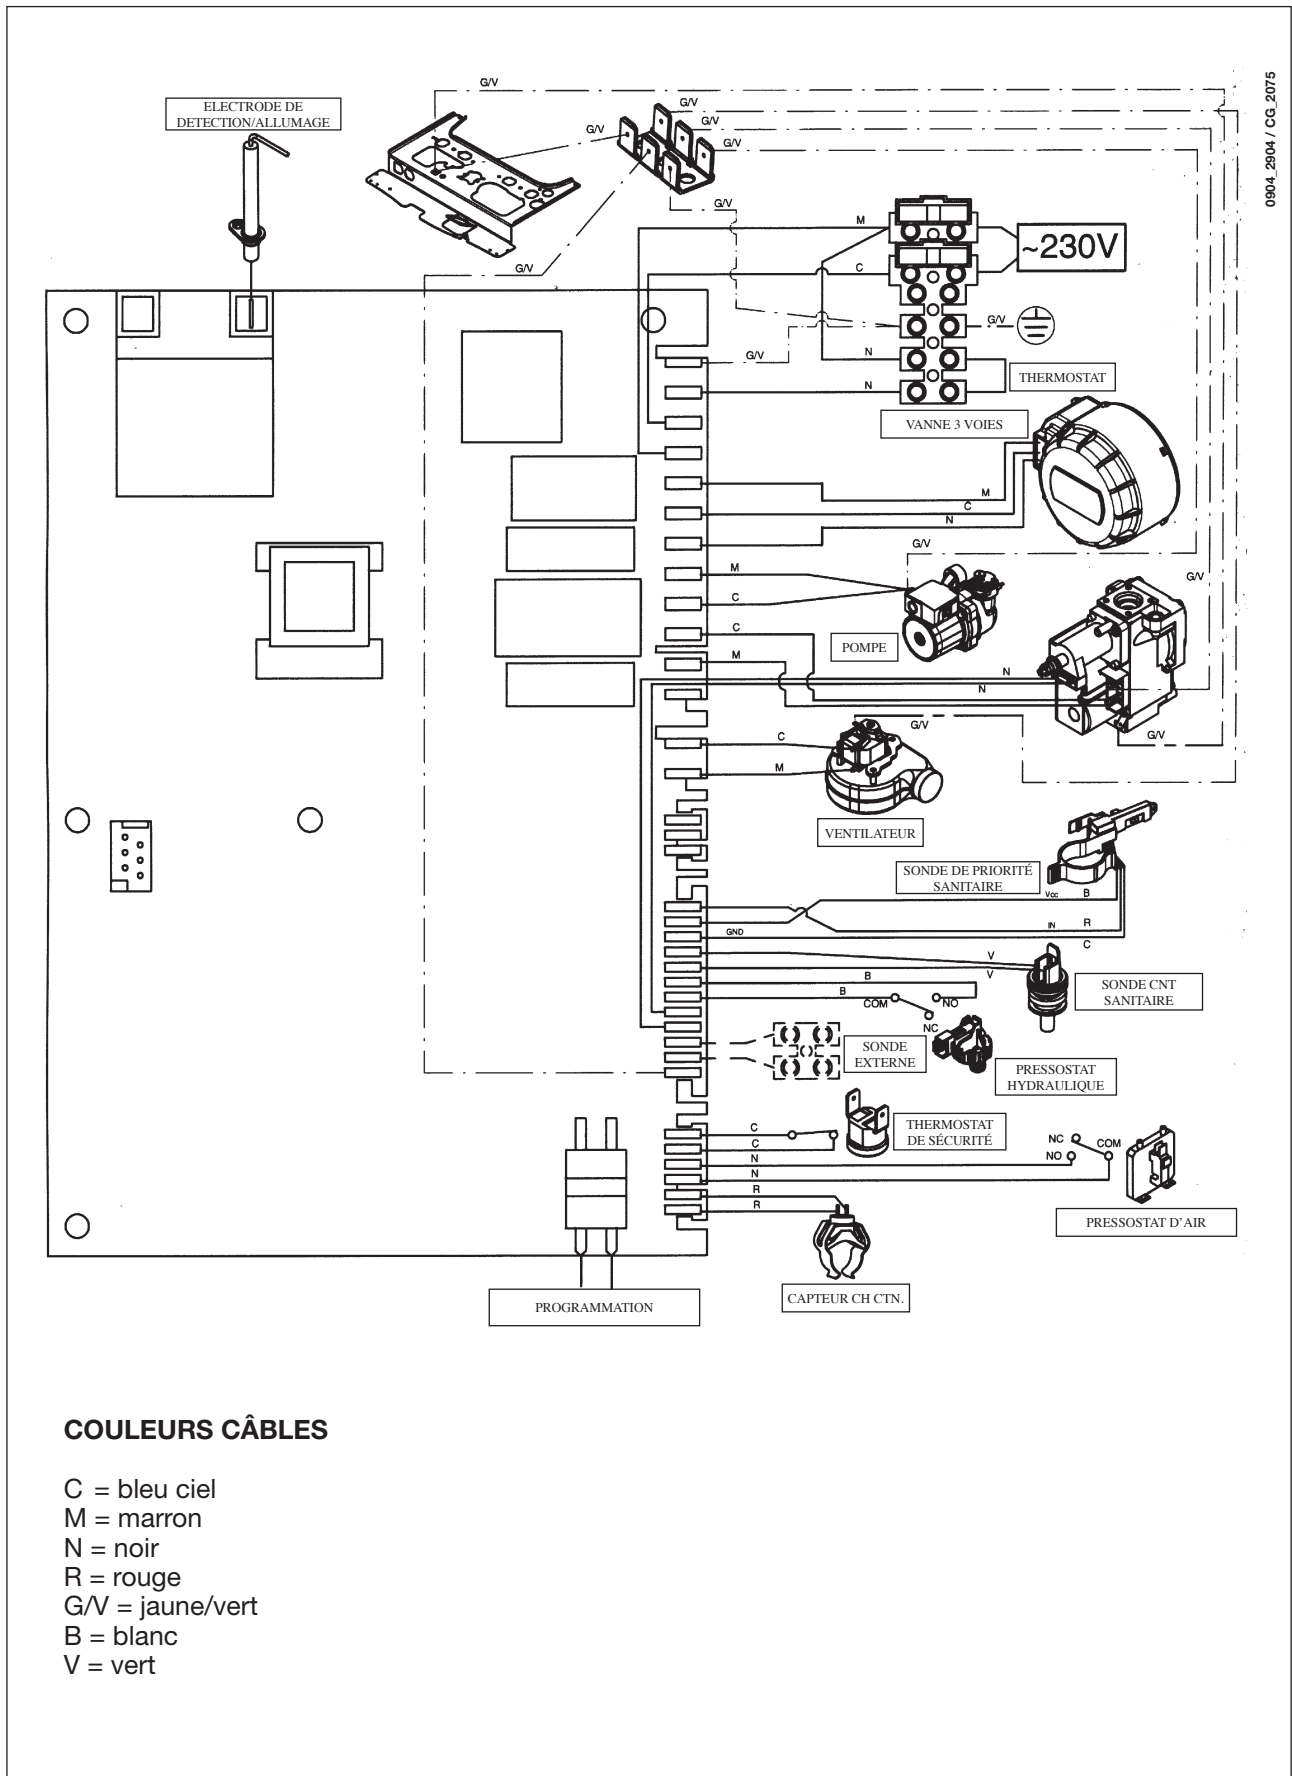 0904_2904 / CG_2075
G/V
ELECTRODE DE
DETECTION/ALLUMAGE
G/V
G/V
G/V
G/V
G/V
M
~230V
G/V
C
G/V
G/V
N
THERMOSTAT
N
VANNE 3 VOIES
M
C
N
G/V
M
G/V
C
C
POMPE
M
N
N
G/V
G/V
G/V
C
M
VENTILATEUR
SONDE DE PRIORITÉ
SANITAIRE
Vcc
B
IN
R
GND
C
V
V
B
SONDE CNT
SANITAIRE
B
COM
NO
NC
SONDE
EXTERNE
PRESSOSTAT
HYDRAULIQUE
THERMOSTAT
DE SÉCURITÉ
C
C
NC
COM
NO
N
N
R
R
PRESSOSTAT D'AIR
CAPTEUR CH CTN.
PROGRAMMATION
COULEURS CÂBLES
C = bleu ciel
M = marron
N = noir
R = rouge
G/V = jaune/vert
B = blanc
V = vert